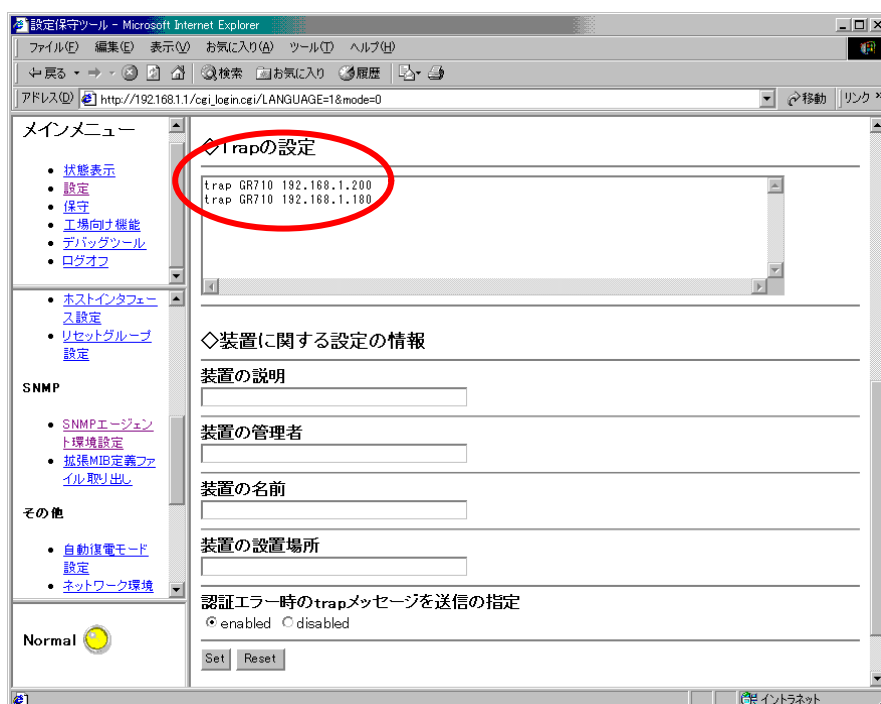 設定保守ツール - Microsoft Internet Explorer
ファイル(F) 編集(E) 表示(V) お気に入り(A) ツール(T) ヘルプ(H)
戻る 検索 お気に入り 履歴
アドレス(D) http://192.168.1.1/cgi_login.cgi/LANGUAGE=1&mode=0 移動 リンク »
メインメニュー
状態表示
設定
保守
工場向け機能
デバッグツール
ログオフ
ホストインタフェー
ス設定
リセットグループ
設定
SNMP
SNMPエージェン
ト環境設定
拡張MIB定義ファ
イル取り出し
その他
自動復電モード
設定
ネットワーク環境
Normal
◇Trapの設定
trap GR710 192.168.1.200
trap GR710 192.168.1.180
◇装置に関する設定の情報
装置の説明
装置の管理者
装置の名前
装置の設置場所
認証エラー時のtrapメッセージを送信の指定
enabled disabled
Set Reset
イントラネット